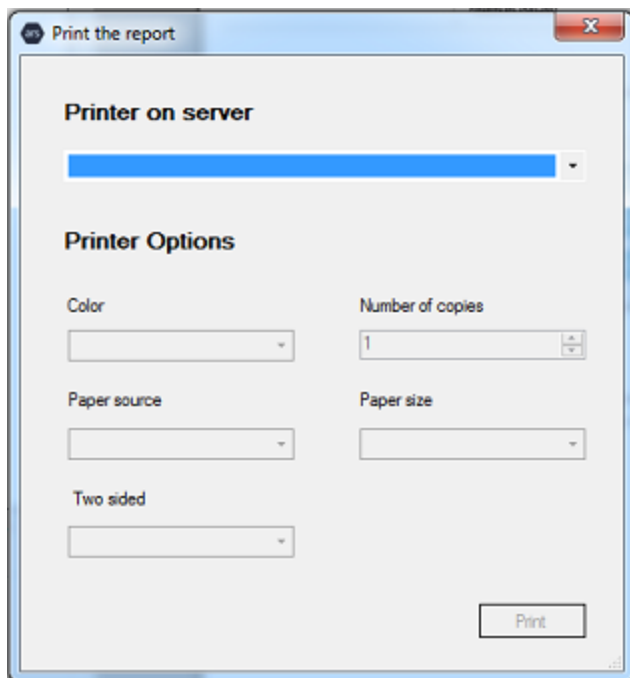 ars Print the report
Printer on server
Printer Options
Color Number of copies
1
Paper source Paper size
Two sided
Print